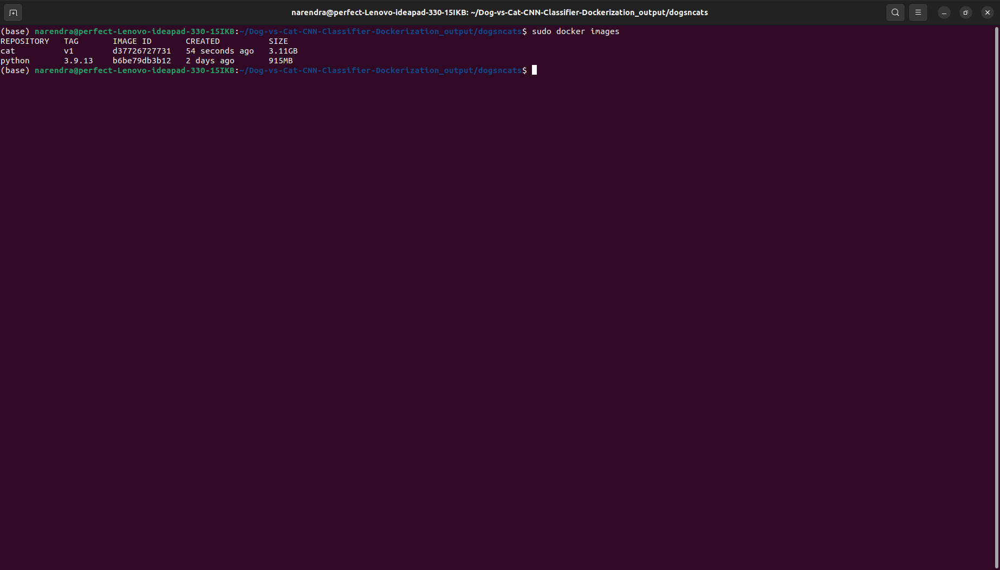 narendra@perfect-Lenovo-ideapad-330-15IKB: ~/Dog-vs-Cat-CNN-Classifier-Dockerization_output/dogsncats
(base) narendra@perfect-Lenovo-ideapad-330-15IKB:~/Dog-vs-Cat-CNN-Classifier-Dockerization_output/dogsncats$ sudo docker images
REPOSITORY   TAG       IMAGE ID       CREATED          SIZE
cat          v1        d37726727731   54 seconds ago   3.11GB
python       3.9.13    b6be79db3b12   2 days ago       915MB
(base) narendra@perfect-Lenovo-ideapad-330-15IKB:~/Dog-vs-Cat-CNN-Classifier-Dockerization_output/dogsncats$